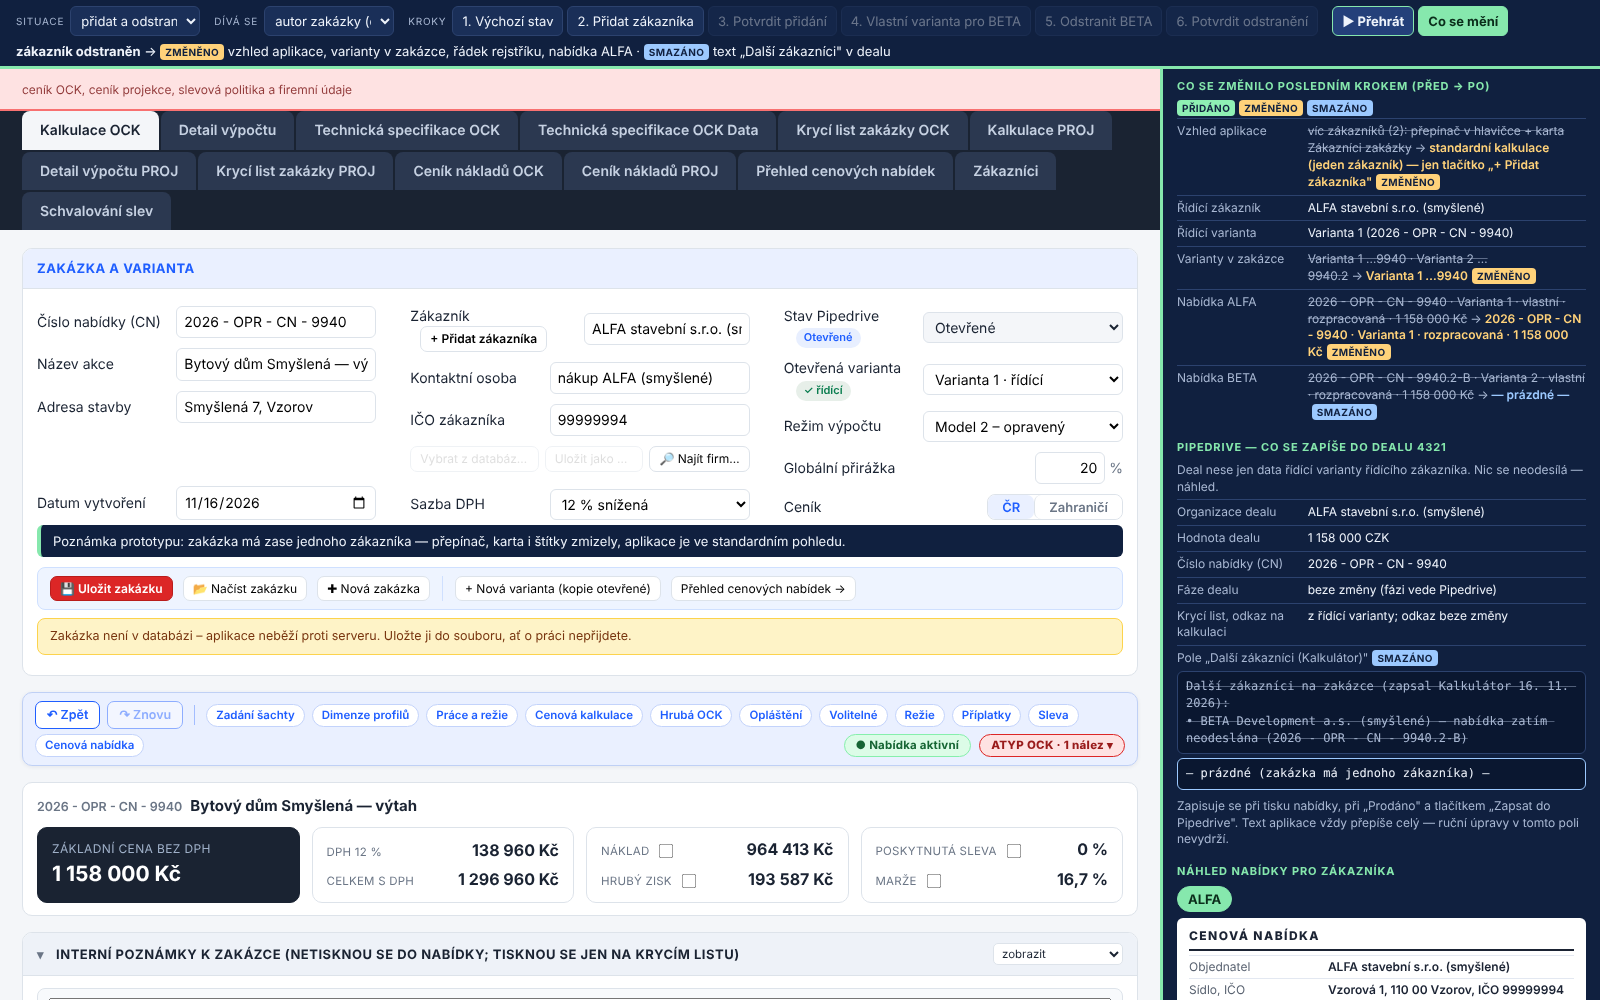 SITUACE přidat a odstran DÍVÁ SE autor zakázky ( KROKY 1. Výchozí stav 2. Přidat zákazníka 3. Potvrdit přidání 4. Vlastní varianta pro BETA 5. Odstranit BETA 6. Potvrdit odstranění ▶ Přehrát Co se mění
zákazník odstraněn → ZMĚNĚNO vzhled aplikace, varianty v zakázce, řádek rejstříku, nabídka ALFA · SMAZÁNO text „Další zákazníci" v dealu
ceník OCK, ceník projekce, slevová politika a firemní údaje
Kalkulace OCK Detail výpočtu Technická specifikace OCK Technická specifikace OCK Data Krycí list zakázky OCK Kalkulace PROJ
Detail výpočtu PROJ Krycí list zakázky PROJ Ceník nákladů OCK Ceník nákladů PROJ Přehled cenových nabídek Zákazníci
Schvalování slev
ZAKÁZKA A VARIANTA
Číslo nabídky (CN) 2026 - OPR - CN - 9940
Název akce Bytový dům Smyšlená — vý
Adresa stavby Smyšlená 7, Vzorov
Datum vytvoření 11/16/2026
Zákazník
+ Přidat zákazníka ALFA stavební s.r.o. (sr
Kontaktní osoba nákup ALFA (smyšlené)
IČO zákazníka 99999994
Vybrat z databáz... Uložit jako ... 🔎 Najít firm...
Sazba DPH 12 % snížená
Stav Pipedrive
Otevřené Otevřené
Otevřená varianta
✓ řídící Varianta 1 · řídící
Režim výpočtu Model 2 – opravený
Globální přirážka 20 %
Ceník ČR Zahraničí
Poznámka prototypu: zakázka má zase jednoho zákazníka — přepínač, karta i štítky zmizely, aplikace je ve standardním pohledu.
💾 Uložit zakázku 📂 Načíst zakázku ✚ Nová zakázka + Nová varianta (kopie otevřené) Přehled cenových nabídek →
Zakázka není v databázi – aplikace neběží proti serveru. Uložte ji do souboru, ať o práci nepřijdete.
↶ Zpět ↷ Znovu Zadání šachty Dimenze profilů Práce a režie Cenová kalkulace Hrubá OCK Opláštění Volitelné Režie Příplatky Sleva
Cenová nabídka ● Nabídka aktivní ATYP OCK · 1 nález ▾
2026 - OPR - CN - 9940 Bytový dům Smyšlená — výtah
ZÁKLADNÍ CENA BEZ DPH
1 158 000 Kč
DPH 12 % 138 960 Kč
CELKEM S DPH 1 296 960 Kč
NÁKLAD 964 413 Kč
HRUBÝ ZISK 193 587 Kč
POSKYTNUTÁ SLEVA 0 %
MARŽE 16,7 %
▾ INTERNÍ POZNÁMKY K ZAKÁZCE (NETISKNOU SE DO NABÍDKY; TISKNOU SE JEN NA KRYCÍM LISTU) zobrazit
CO SE ZMĚNILO POSLEDNÍM KROKEM (PŘED → PO)
PŘIDÁNO ZMĚNĚNO SMAZÁNO
Vzhled aplikace víc zákazníků (2): přepínač v hlavičce + karta
Zákazníci zakázky → standardní kalkulace
(jeden zákazník) — jen tlačítko „+ Přidat
zákazníka" ZMĚNĚNO
Řídící zákazník ALFA stavební s.r.o. (smyšlené)
Řídící varianta Varianta 1 (2026 - OPR - CN - 9940)
Varianty v zakázce Varianta 1 ...9940 · Varianta 2 ...
9940.2 → Varianta 1 ...9940 ZMĚNĚNO
Nabídka ALFA 2026 - OPR - CN - 9940 · Varianta 1 · vlastní ·
rozpracovaná · 1 158 000 Kč → 2026 - OPR - CN
- 9940 · Varianta 1 · rozpracovaná · 1 158 000
Kč ZMĚNĚNO
Nabídka BETA 2026 - OPR - CN - 9940.2-B · Varianta 2 · vlastní
· rozpracovaná · 1 158 000 Kč → — prázdné —
SMAZÁNO
PIPEDRIVE — CO SE ZAPÍŠE DO DEALU 4321
Deal nese jen data řídící varianty řídícího zákazníka. Nic se neodesílá —
náhled.
Organizace dealu ALFA stavební s.r.o. (smyšlené)
Hodnota dealu 1 158 000 CZK
Číslo nabídky (CN) 2026 - OPR - CN - 9940
Fáze dealu beze změny (fázi vede Pipedrive)
Krycí list, odkaz na z řídící varianty; odkaz beze změny
kalkulaci
Pole „Další zákazníci (Kalkulátor)" SMAZÁNO
Další zákazníci na zakázce (zapsal Kalkulátor 16. 11.
2026):
• BETA Development a.s. (smyšlené) — nabídka zatím
neodeslána (2026 - OPR - CN - 9940.2-B)
— prázdné (zakázka má jednoho zákazníka) —
Zapisuje se při tisku nabídky, při „Prodáno" a tlačítkem „Zapsat do
Pipedrive". Text aplikace vždy přepíše celý — ruční úpravy v tomto poli
nevydrží.
NÁHLED NABÍDKY PRO ZÁKAZNÍKA
ALFA
CENOVÁ NABÍDKA
Objednatel ALFA stavební s.r.o. (smyšlené)
Sídlo, IČO Vzorová 1, 110 00 Vzorov, IČO 99999994